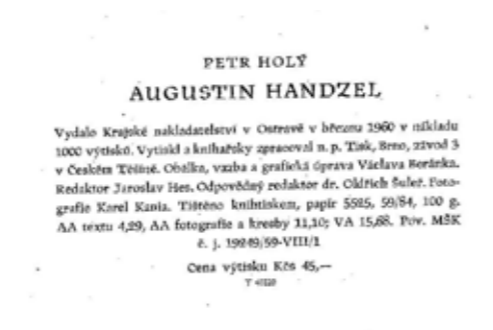 PETR HOLÝ
AUGUSTIN HANDZEL
Vydalo Krajské nakladatelství v Ostravě v březnu 1960 v nákladu
1000 výtisků. Vytiskl a knihařsky zpracoval n. p. Tisk, Brno, závod 3
v Českém Těšíně. Obálka, vazba a grafická úprava Václava Beránka.
Redaktor Jaroslav Hes. Odpovědný redaktor dr. Oldřich Šuleř. Foto-
grafie Karel Kania. Tištěno knihtiskem, papír 5525, 59/84, 100 g.
AA textu 4,29, AA fotografie a kresby 11,10; VA 15,68. Pov. MŠK
č. j. 19249/59-VIII/1
Cena výtisku Kčs 45,—